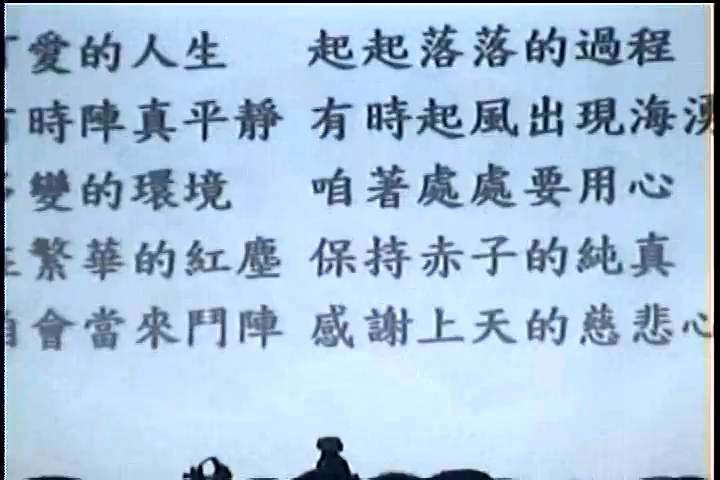 愛的人生 起起落落的過程
時陣真平靜 有時起風出現海湧
變的環境 咱著處處要用心
繁華的紅塵 保持赤子的純真
會當來鬥陣 感謝上天的慈悲心